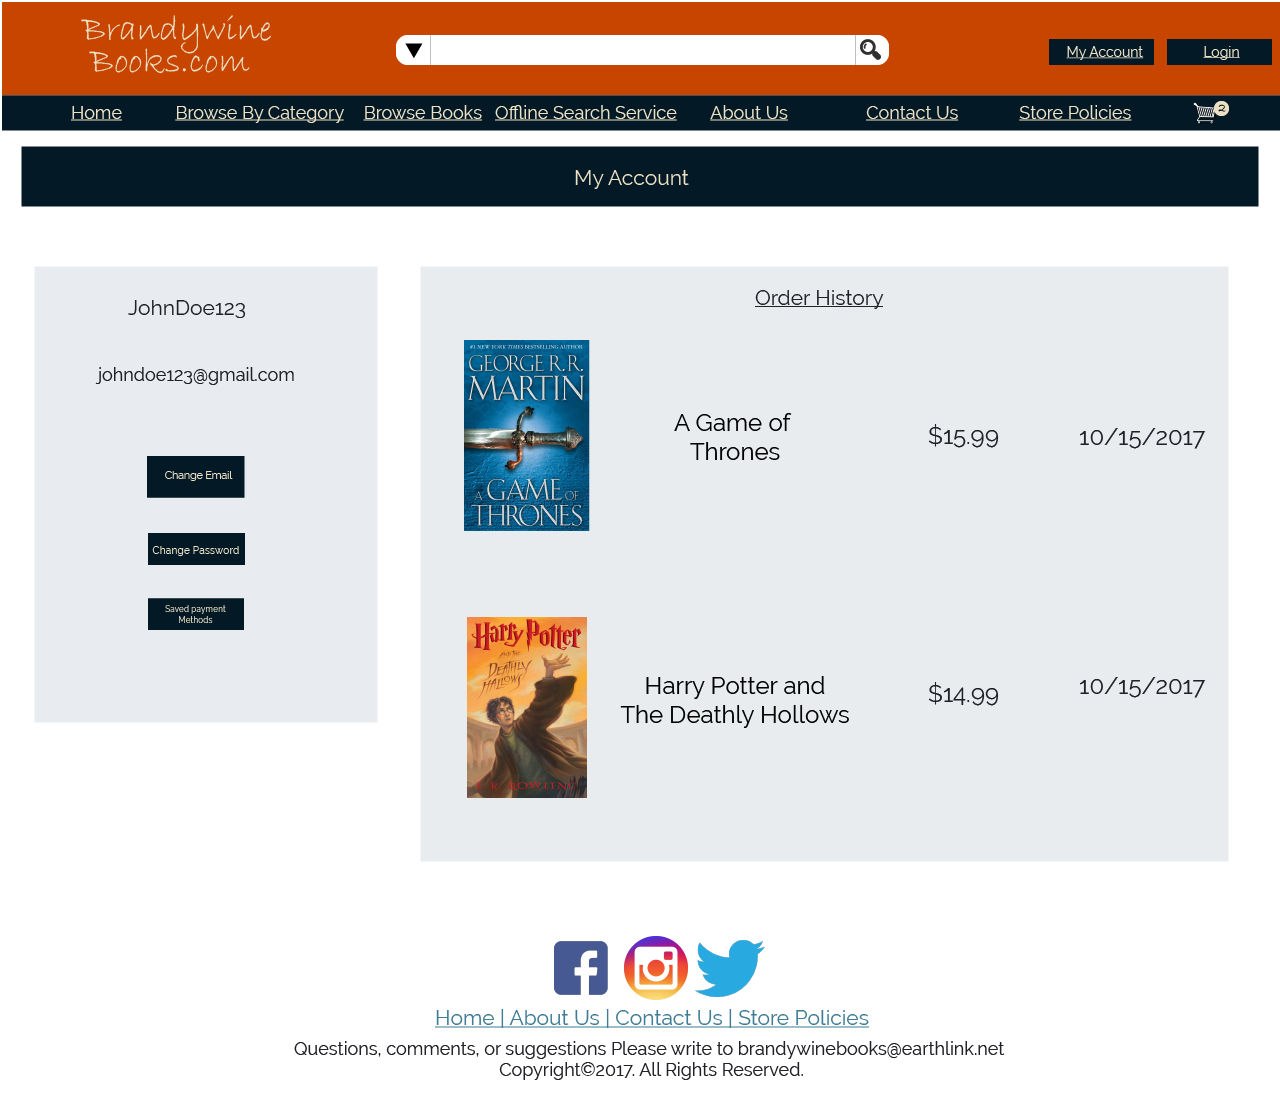 Brandywine
Books.com
My Account
Login
Home
Browse By Category
Browse Books
Offline Search Service
About Us
Contact Us
Store Policies
2
My Account
JohnDoe123
johndoe123@gmail.com
Change Email
Change Password
Saved payment
Methods
Order History
#1 NEW YORK TIMES BESTSELLING AUTHOR
GEORGE R. R.
MARTIN
A GAME OF
THRONES
A Game of
Thrones
$15.99
10/15/2017
Harry Potter
AND THE
DEATHLY
HALLOWS
J. K. ROWLING
Harry Potter and
The Deathly Hollows
$14.99
10/15/2017
Home | About Us | Contact Us | Store Policies
Questions, comments, or suggestions Please write to brandywinebooks@earthlink.net
Copyright©2017. All Rights Reserved.